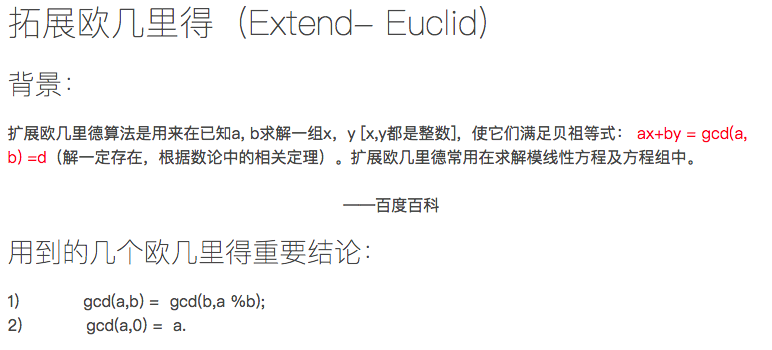 拓展欧几里得（Extend- Euclid）
背景：
扩展欧几里德算法是用来在已知a, b求解一组x，y [x,y都是整数]，使它们满足贝祖等式： ax+by = gcd(a,
b) =d（解一定存在，根据数论中的相关定理）。扩展欧几里德常用在求解模线性方程及方程组中。
——百度百科
用到的几个欧几里得重要结论：
1) gcd(a,b) = gcd(b,a %b);
2) gcd(a,0) = a.